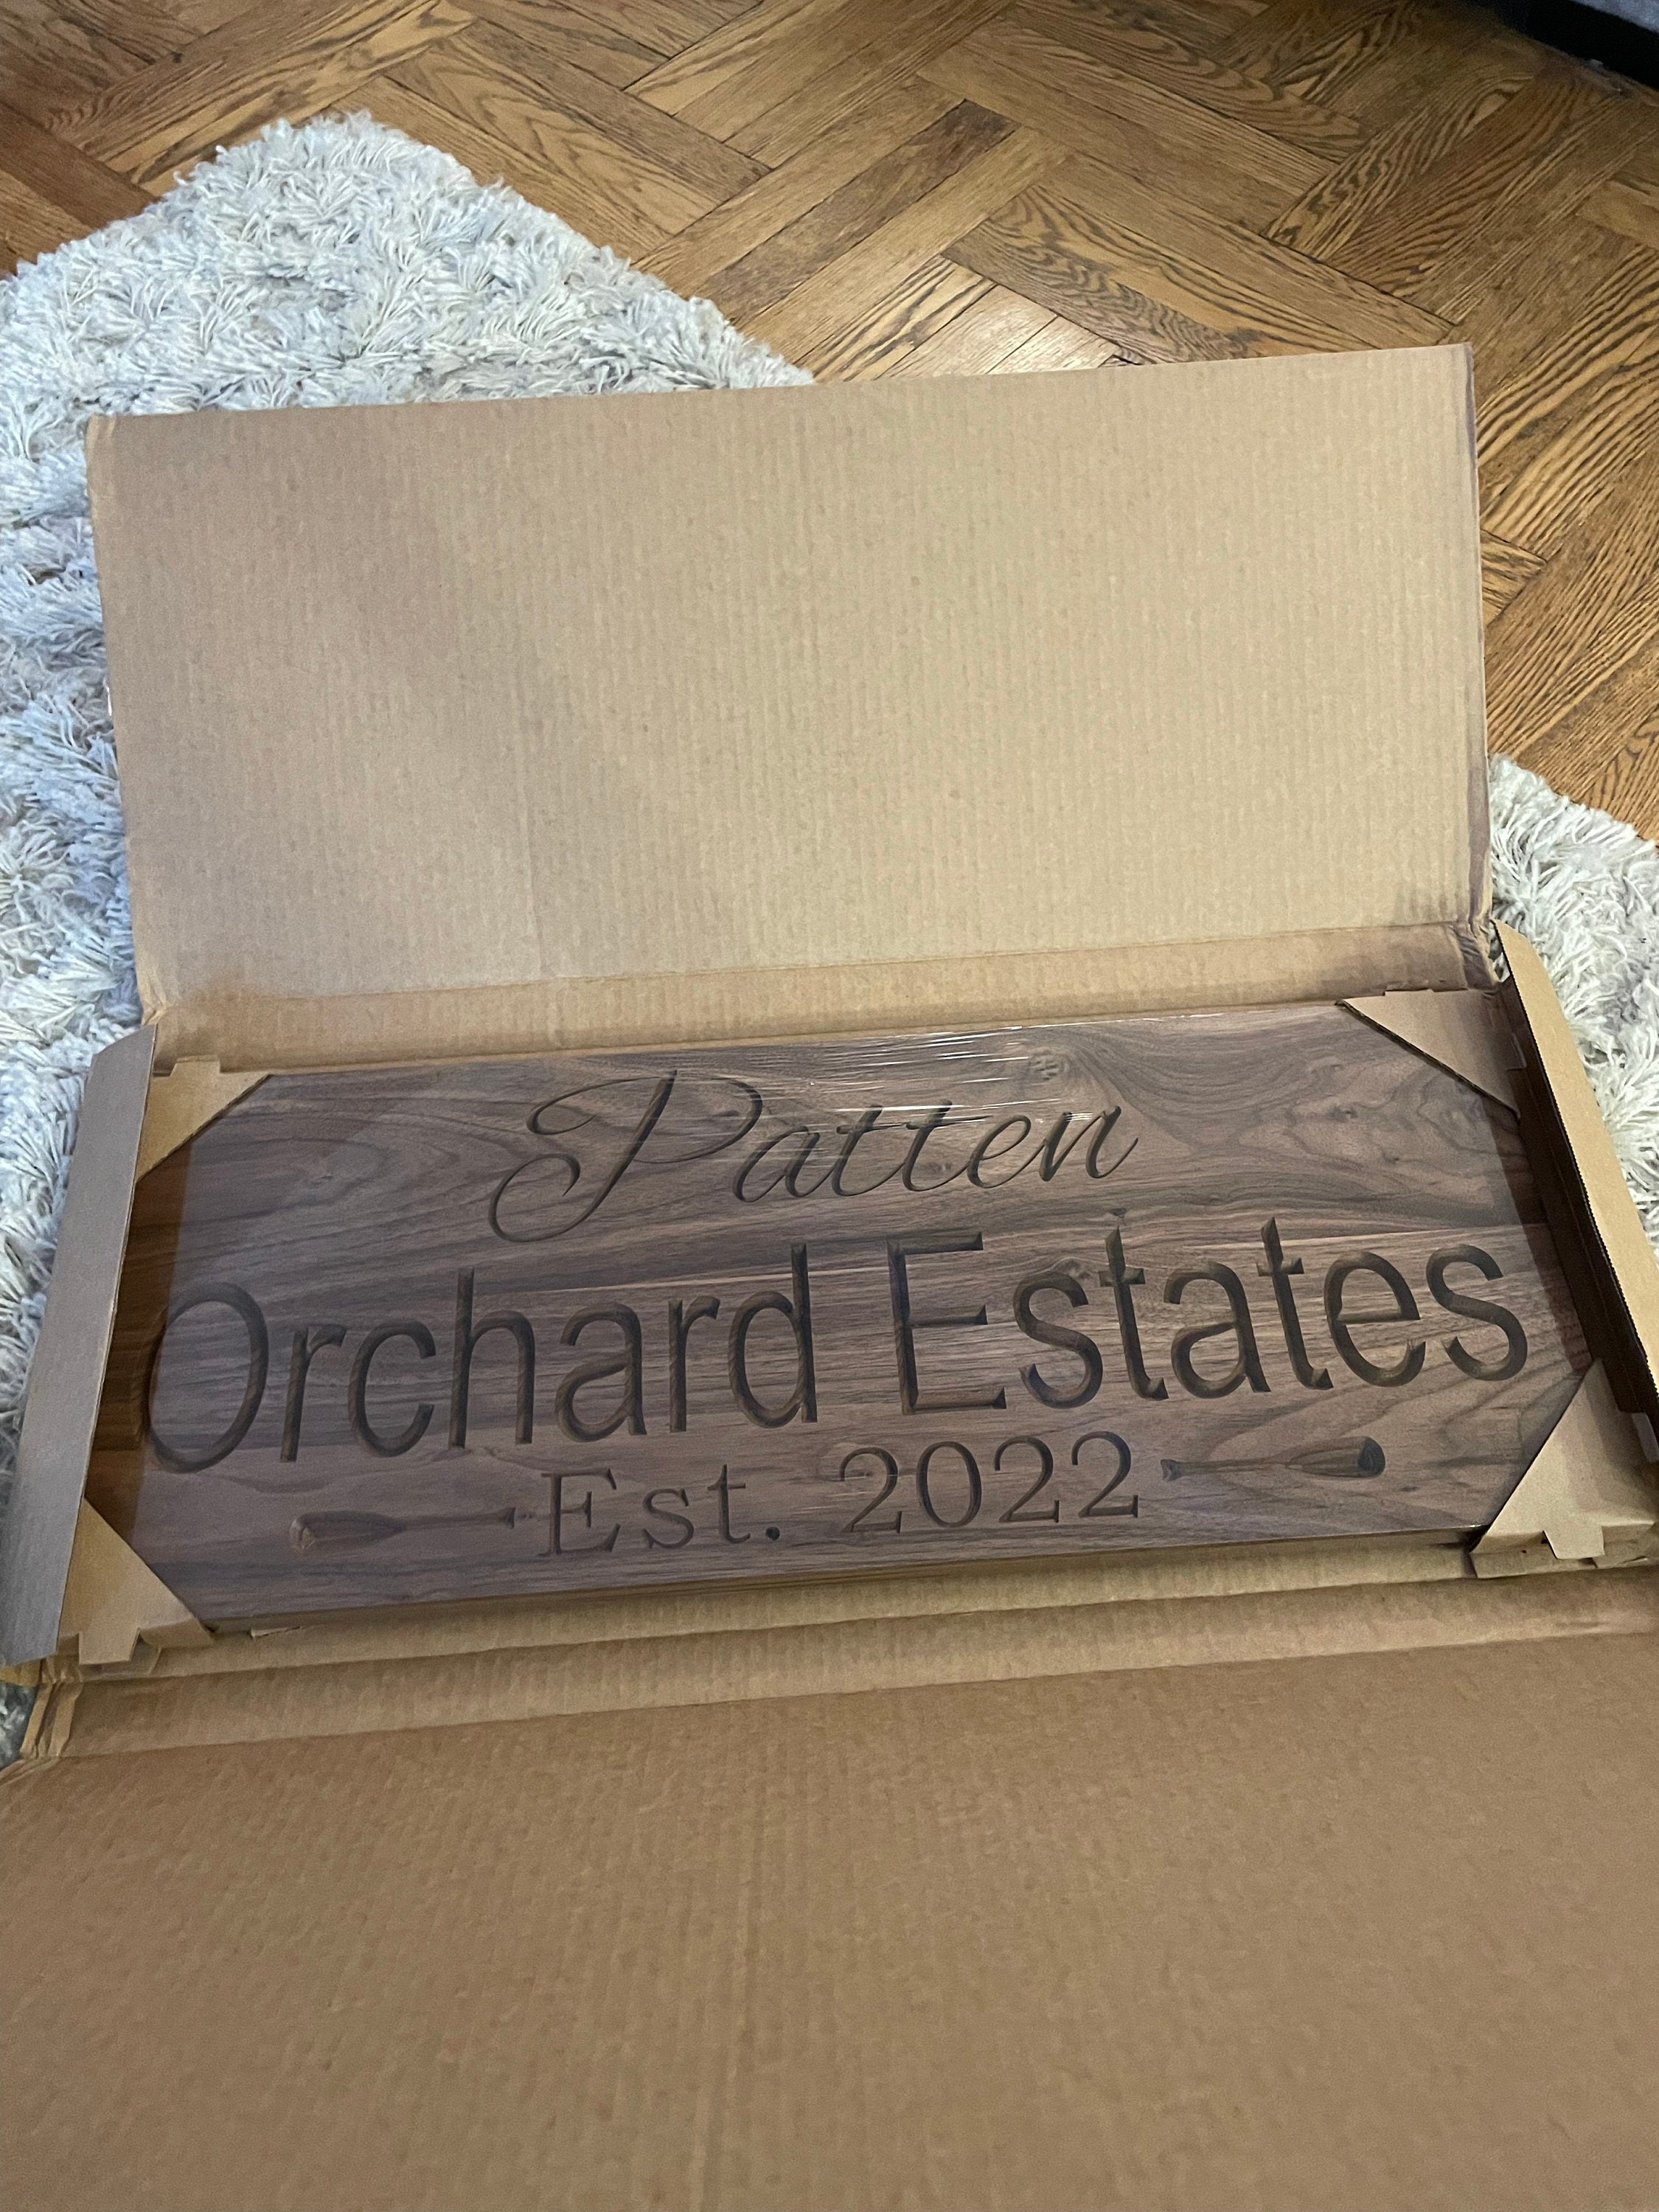 Patten
Orchard Estates
Est. 2022